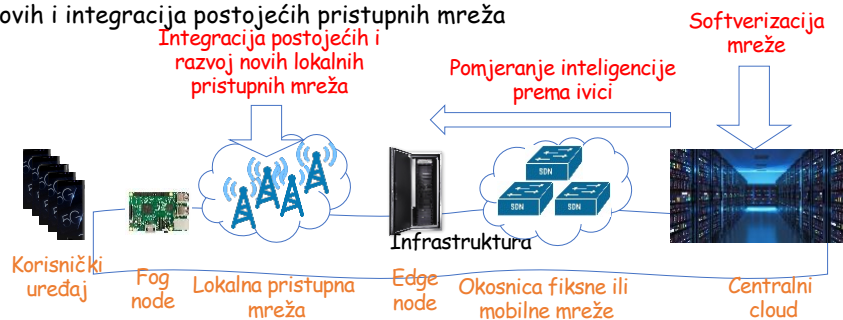 ovih i integracija postojećih pristupnih mreža
Integracija postojećih i
razvoj novih lokalnih
pristupnih mreža
Softverizacija
mreže
Pomjeranje inteligencije
prema ivici
SDN
SDN
SDN
Infrastruktura
Korisnički
uređaj
Fog
node
Lokalna pristupna
mreža
Edge
node
Okosnica fiksne ili
mobilne mreže
Centralni
cloud